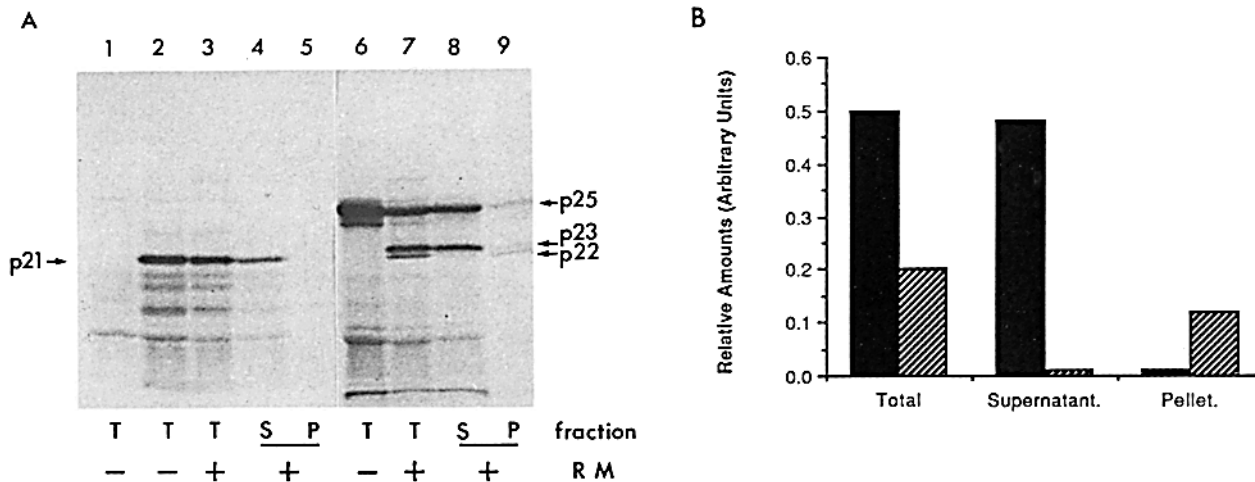 A
1 2 3 4 5 6 7 8 9
p21
p25
p23
p22
T T T S P T T S P fraction
– – + + – + + RM
B
Relative Amounts (Arbitrary Units)
0.6
0.5
0.4
0.3
0.2
0.1
0.0
Total Supernatant. Pellet.